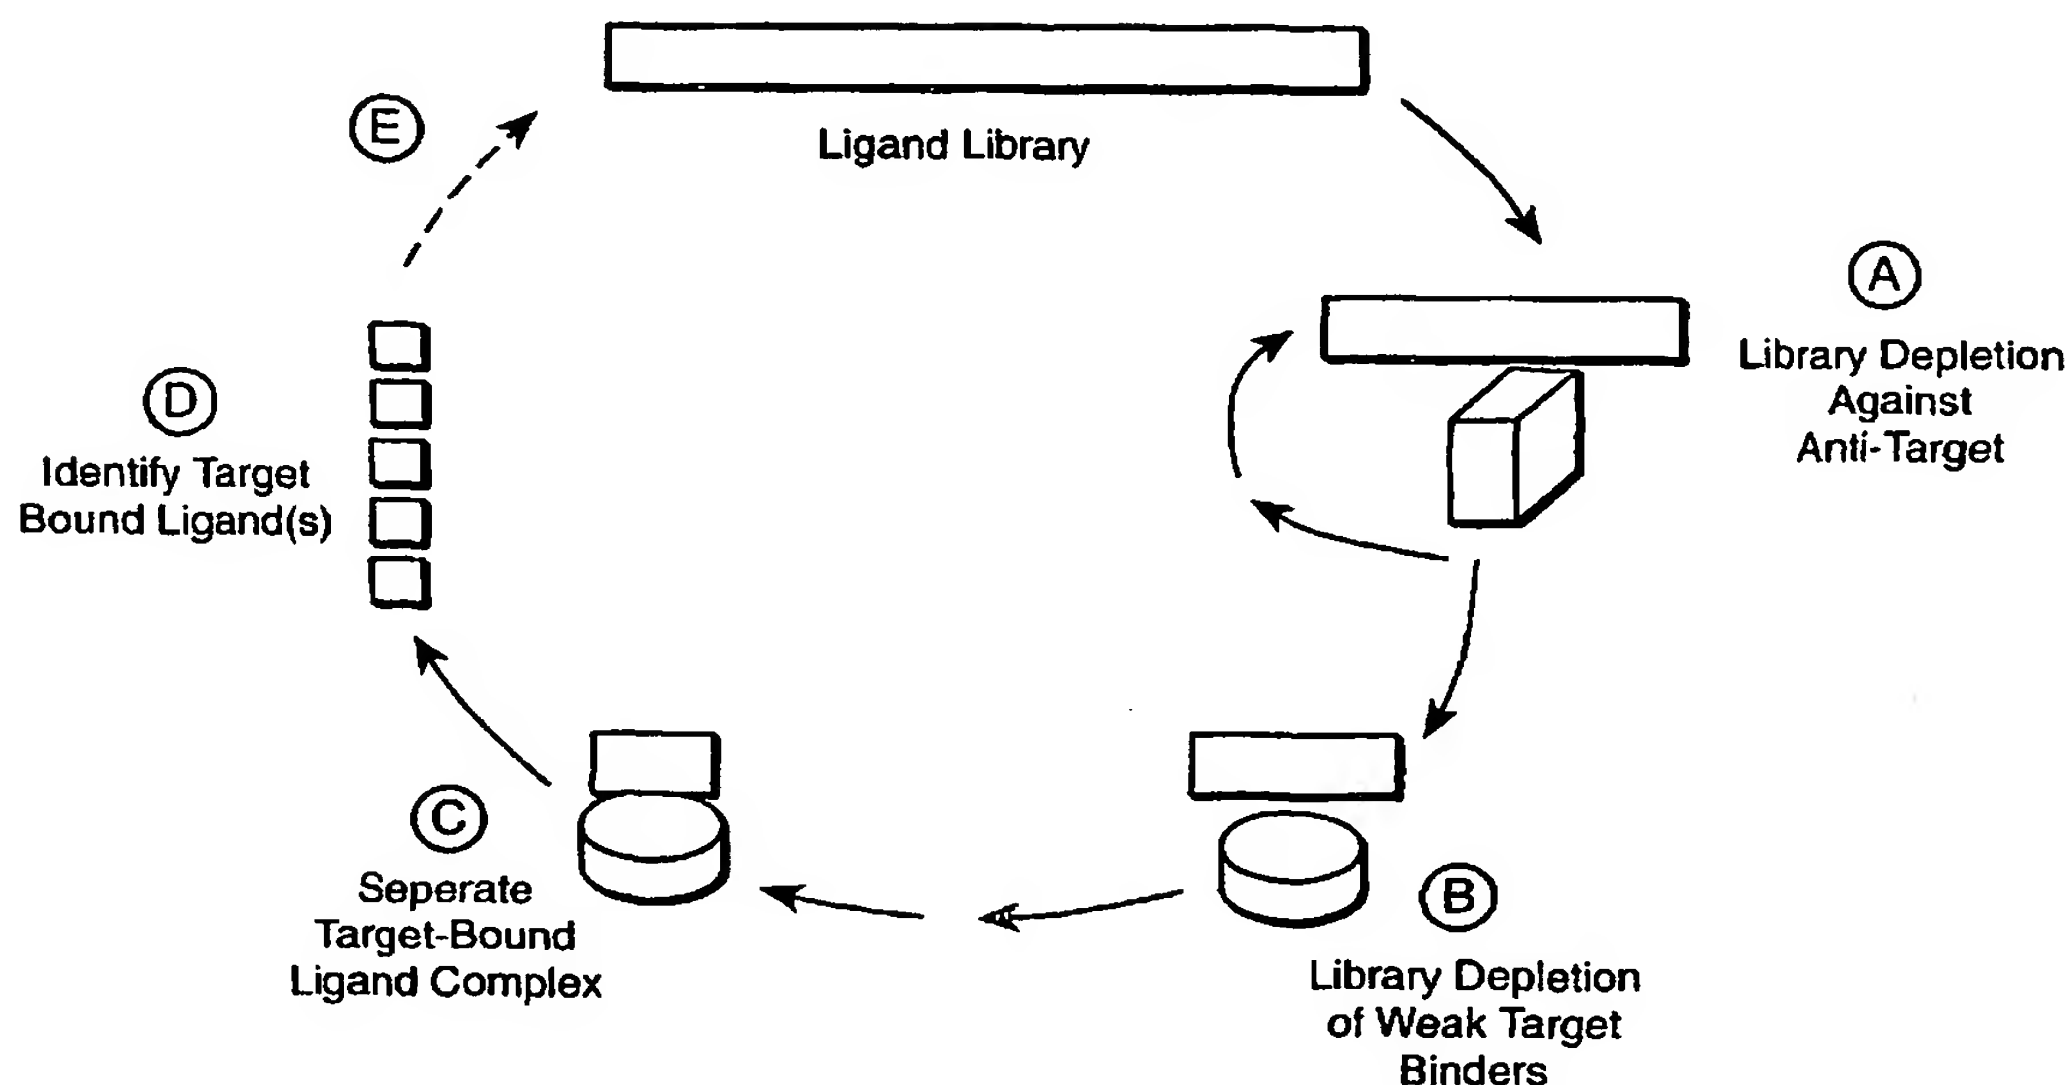 Ligand Library
A
Library Depletion
Against
Anti-Target
B
Library Depletion
of Weak Target
Binders
C
Seperate
Target-Bound
Ligand Complex
D
Identify Target
Bound Ligand(s)
E